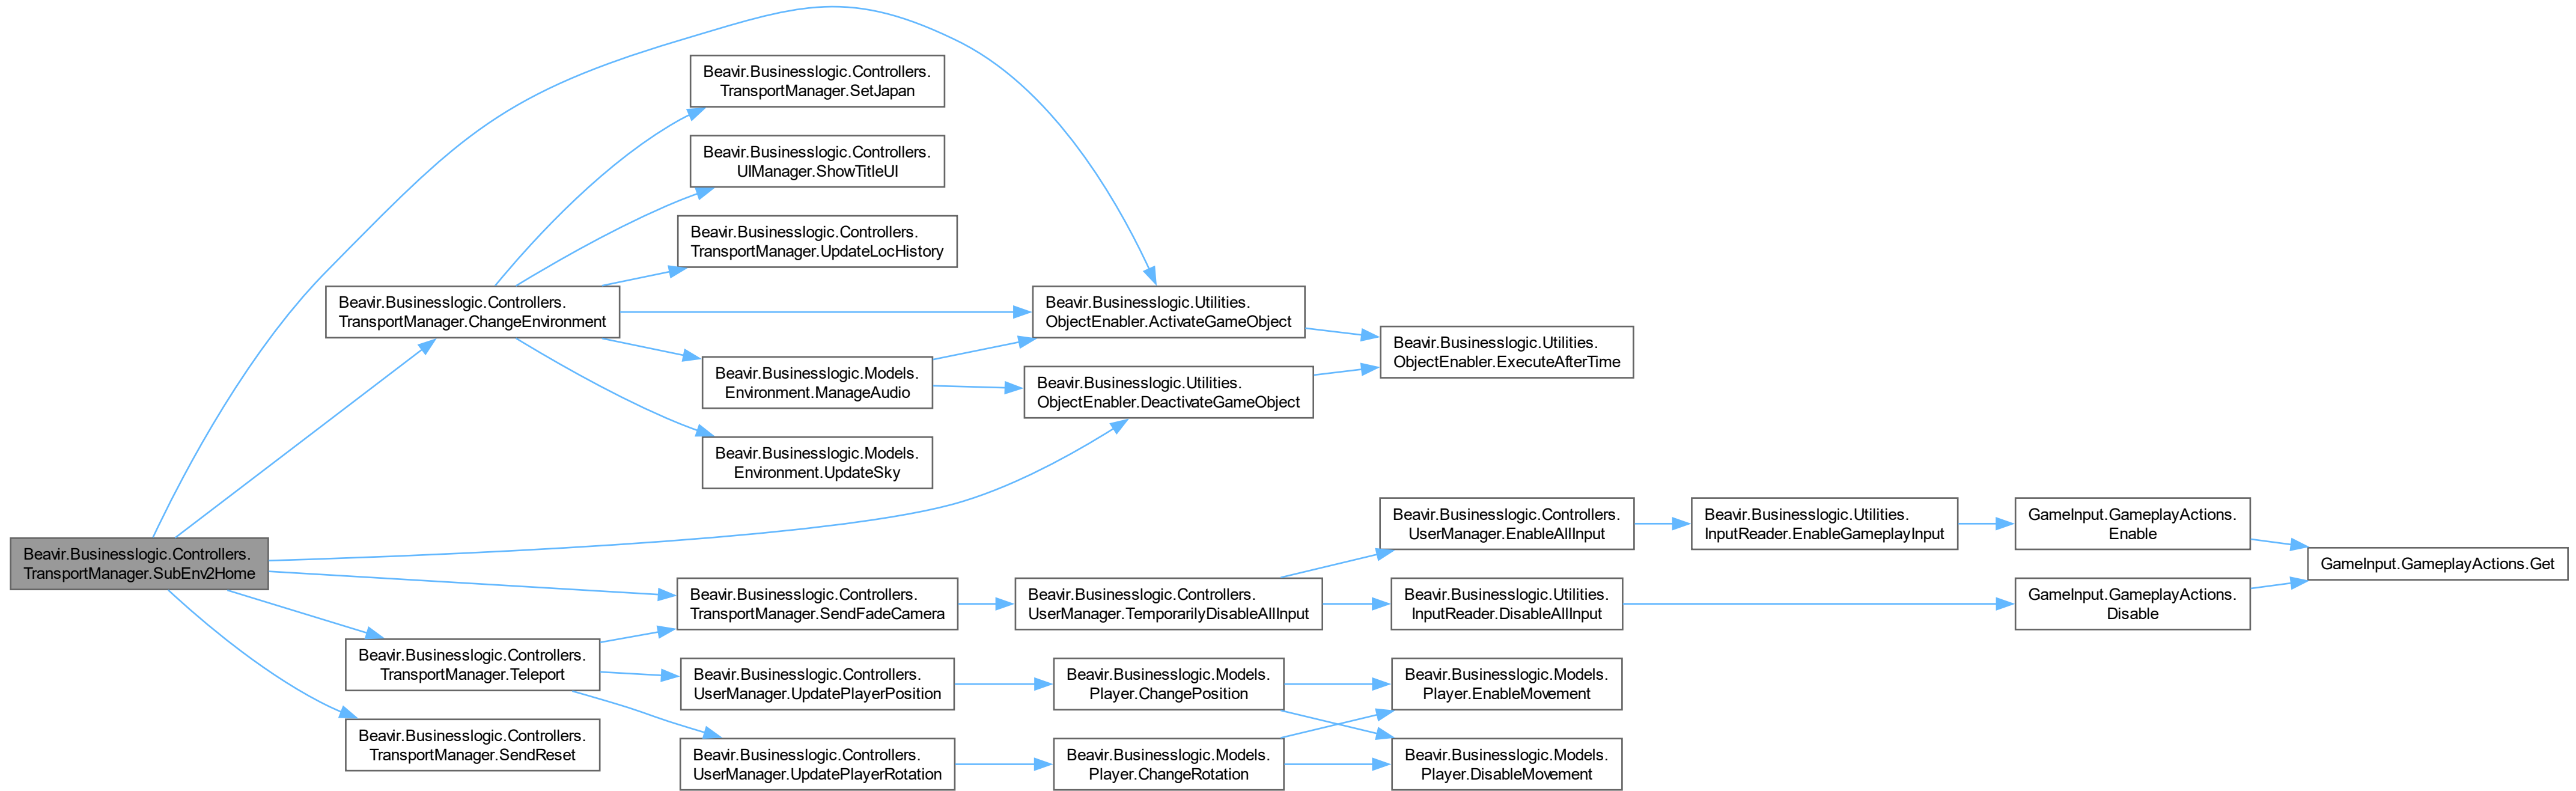 Beavir.Businesslogic.Controllers.
TransportManager.SubEnv2Home
Beavir.Businesslogic.Controllers.
TransportManager.ChangeEnvironment
Beavir.Businesslogic.Controllers.
TransportManager.SetJapan
Beavir.Businesslogic.Controllers.
UIManager.ShowTitleUI
Beavir.Businesslogic.Controllers.
TransportManager.UpdateLocHistory
Beavir.Businesslogic.Utilities.
ObjectEnabler.ActivateGameObject
Beavir.Businesslogic.Models.
Environment.ManageAudio
Beavir.Businesslogic.Utilities.
ObjectEnabler.DeactivateGameObject
Beavir.Businesslogic.Utilities.
ObjectEnabler.ExecuteAfterTime
Beavir.Businesslogic.Models.
Environment.UpdateSky
Beavir.Businesslogic.Controllers.
TransportManager.SendFadeCamera
Beavir.Businesslogic.Controllers.
UserManager.TemporarilyDisableAllInput
Beavir.Businesslogic.Controllers.
UserManager.EnableAllInput
Beavir.Businesslogic.Utilities.
InputReader.EnableGameplayInput
GameInput.GameplayActions.
Enable
Beavir.Businesslogic.Utilities.
InputReader.DisableAllInput
GameInput.GameplayActions.
Disable
GameInput.GameplayActions.Get
Beavir.Businesslogic.Controllers.
TransportManager.Teleport
Beavir.Businesslogic.Controllers.
UserManager.UpdatePlayerPosition
Beavir.Businesslogic.Models.
Player.ChangePosition
Beavir.Businesslogic.Models.
Player.EnableMovement
Beavir.Businesslogic.Controllers.
UserManager.UpdatePlayerRotation
Beavir.Businesslogic.Models.
Player.ChangeRotation
Beavir.Businesslogic.Models.
Player.DisableMovement
Beavir.Businesslogic.Controllers.
TransportManager.SendReset